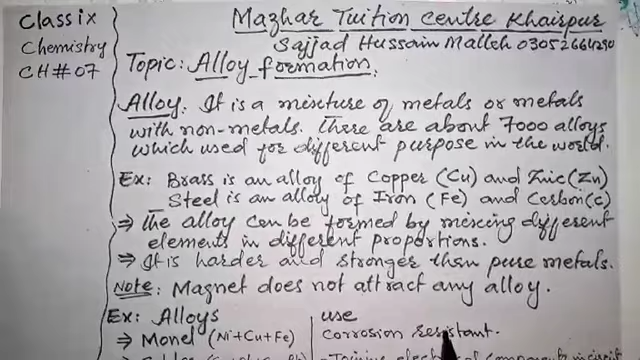 Class ix
Mazhar Tuition Centre Khairpur
Chemistry
Sajjad Hussain Malleh 03052664290
CH#07
Topic: Alloy formation.
Alloy: It is a mixture of metals or metals
with non-metals. There are about 7000 alloys
which used for different purpose in the world.
Ex: Brass is an alloy of Copper (Cu) and Zinc (Zn)
Steel is an alloy of Iron (Fe) and Carbon(c)
⇒ The alloy can be formed by mixing different
elements in different proportions.
⇒ It is harder and stronger than pure metals.
Note: Magnet does not attract any alloy.
Ex: Alloys
use
⇒ Monel (Ni+Cu+Fe)
Corrosion resistant.